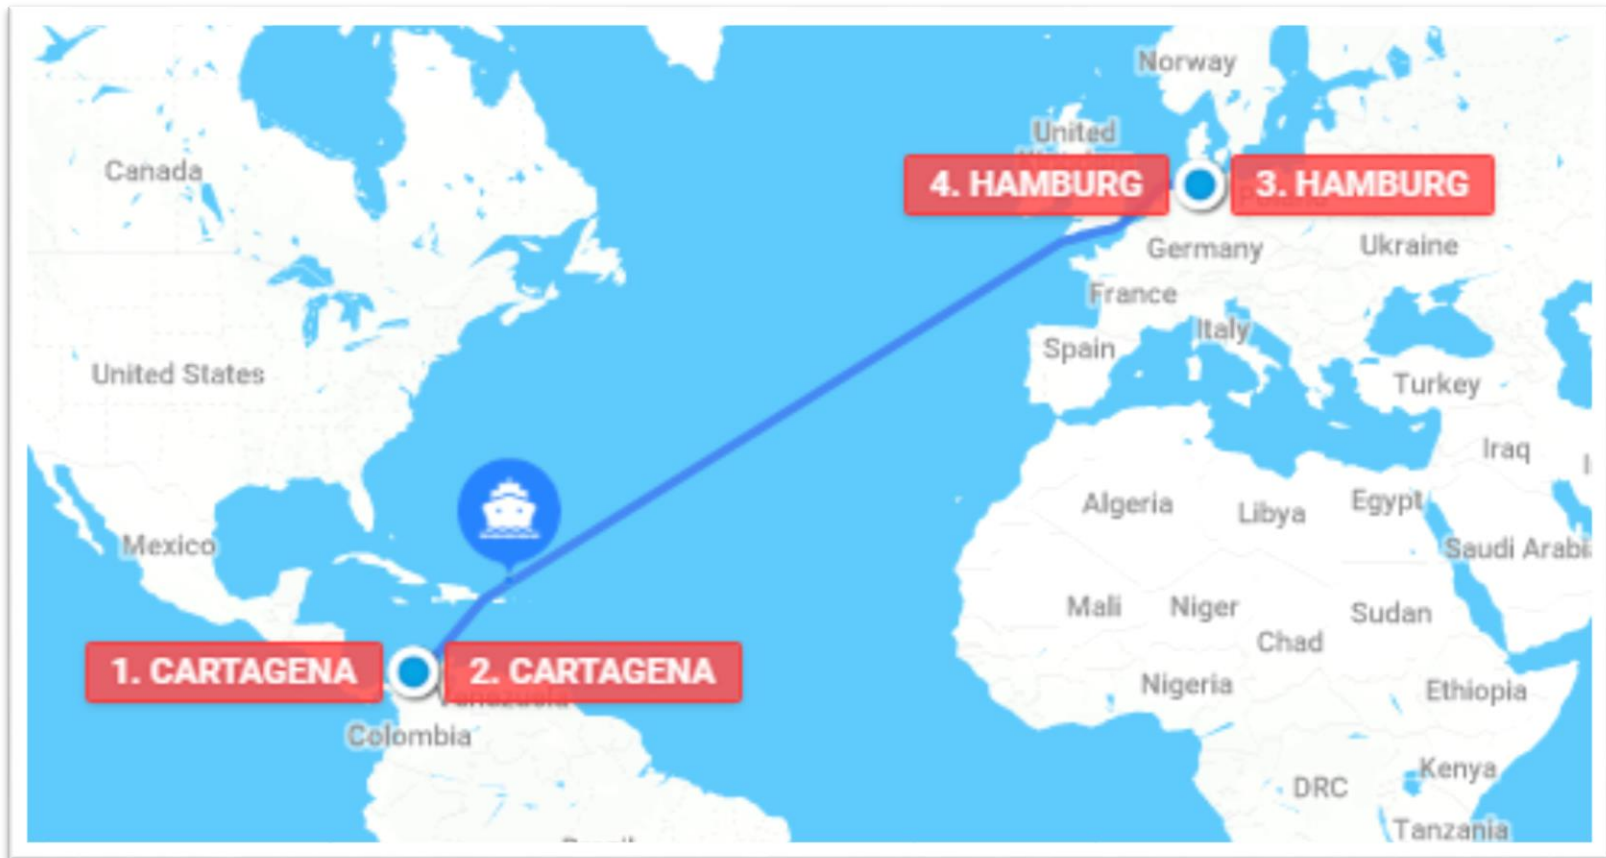 Norway
United
Canada
4. HAMBURG
3. HAMBURG
Germany
Ukraine
France
Italy
Spain
United States
Turkey
Iraq
Algeria
Libya
Egypt
Mexico
Saudi Arabi
Mali
Niger
Sudan
Chad
1. CARTAGENA
2. CARTAGENA
Nigeria
Ethiopia
Venezuela
Colombia
Kenya
DRC
Tanzania